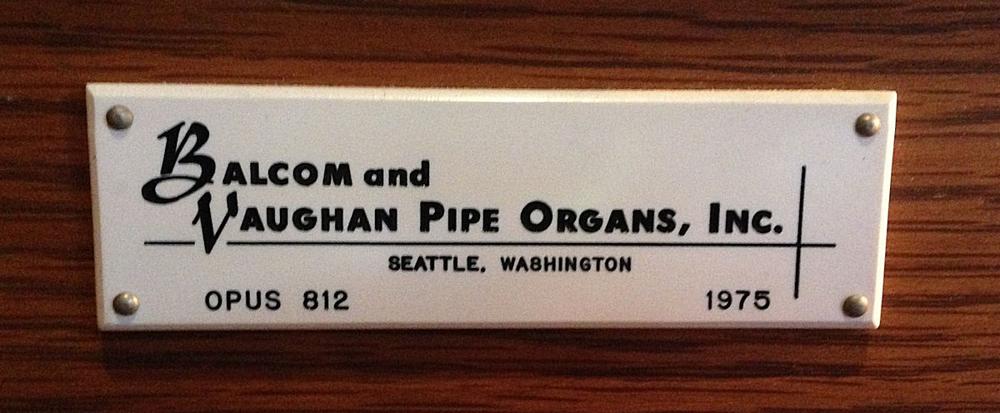 BALCOM and
VAUGHAN PIPE ORGANS, INC.
SEATTLE, WASHINGTON
OPUS 812 1975